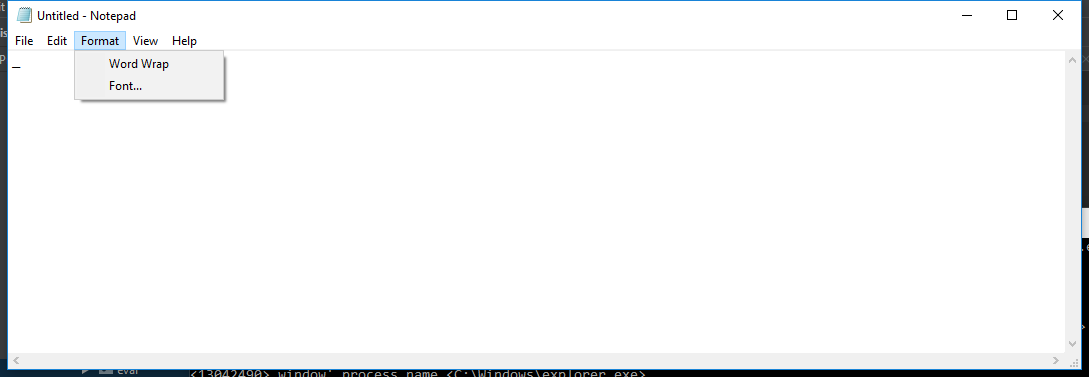 Untitled - Notepad
File Edit Format View Help
Word Wrap
Font...
eval
<13042490> window' process name <C:\Windows\explorer.exe>